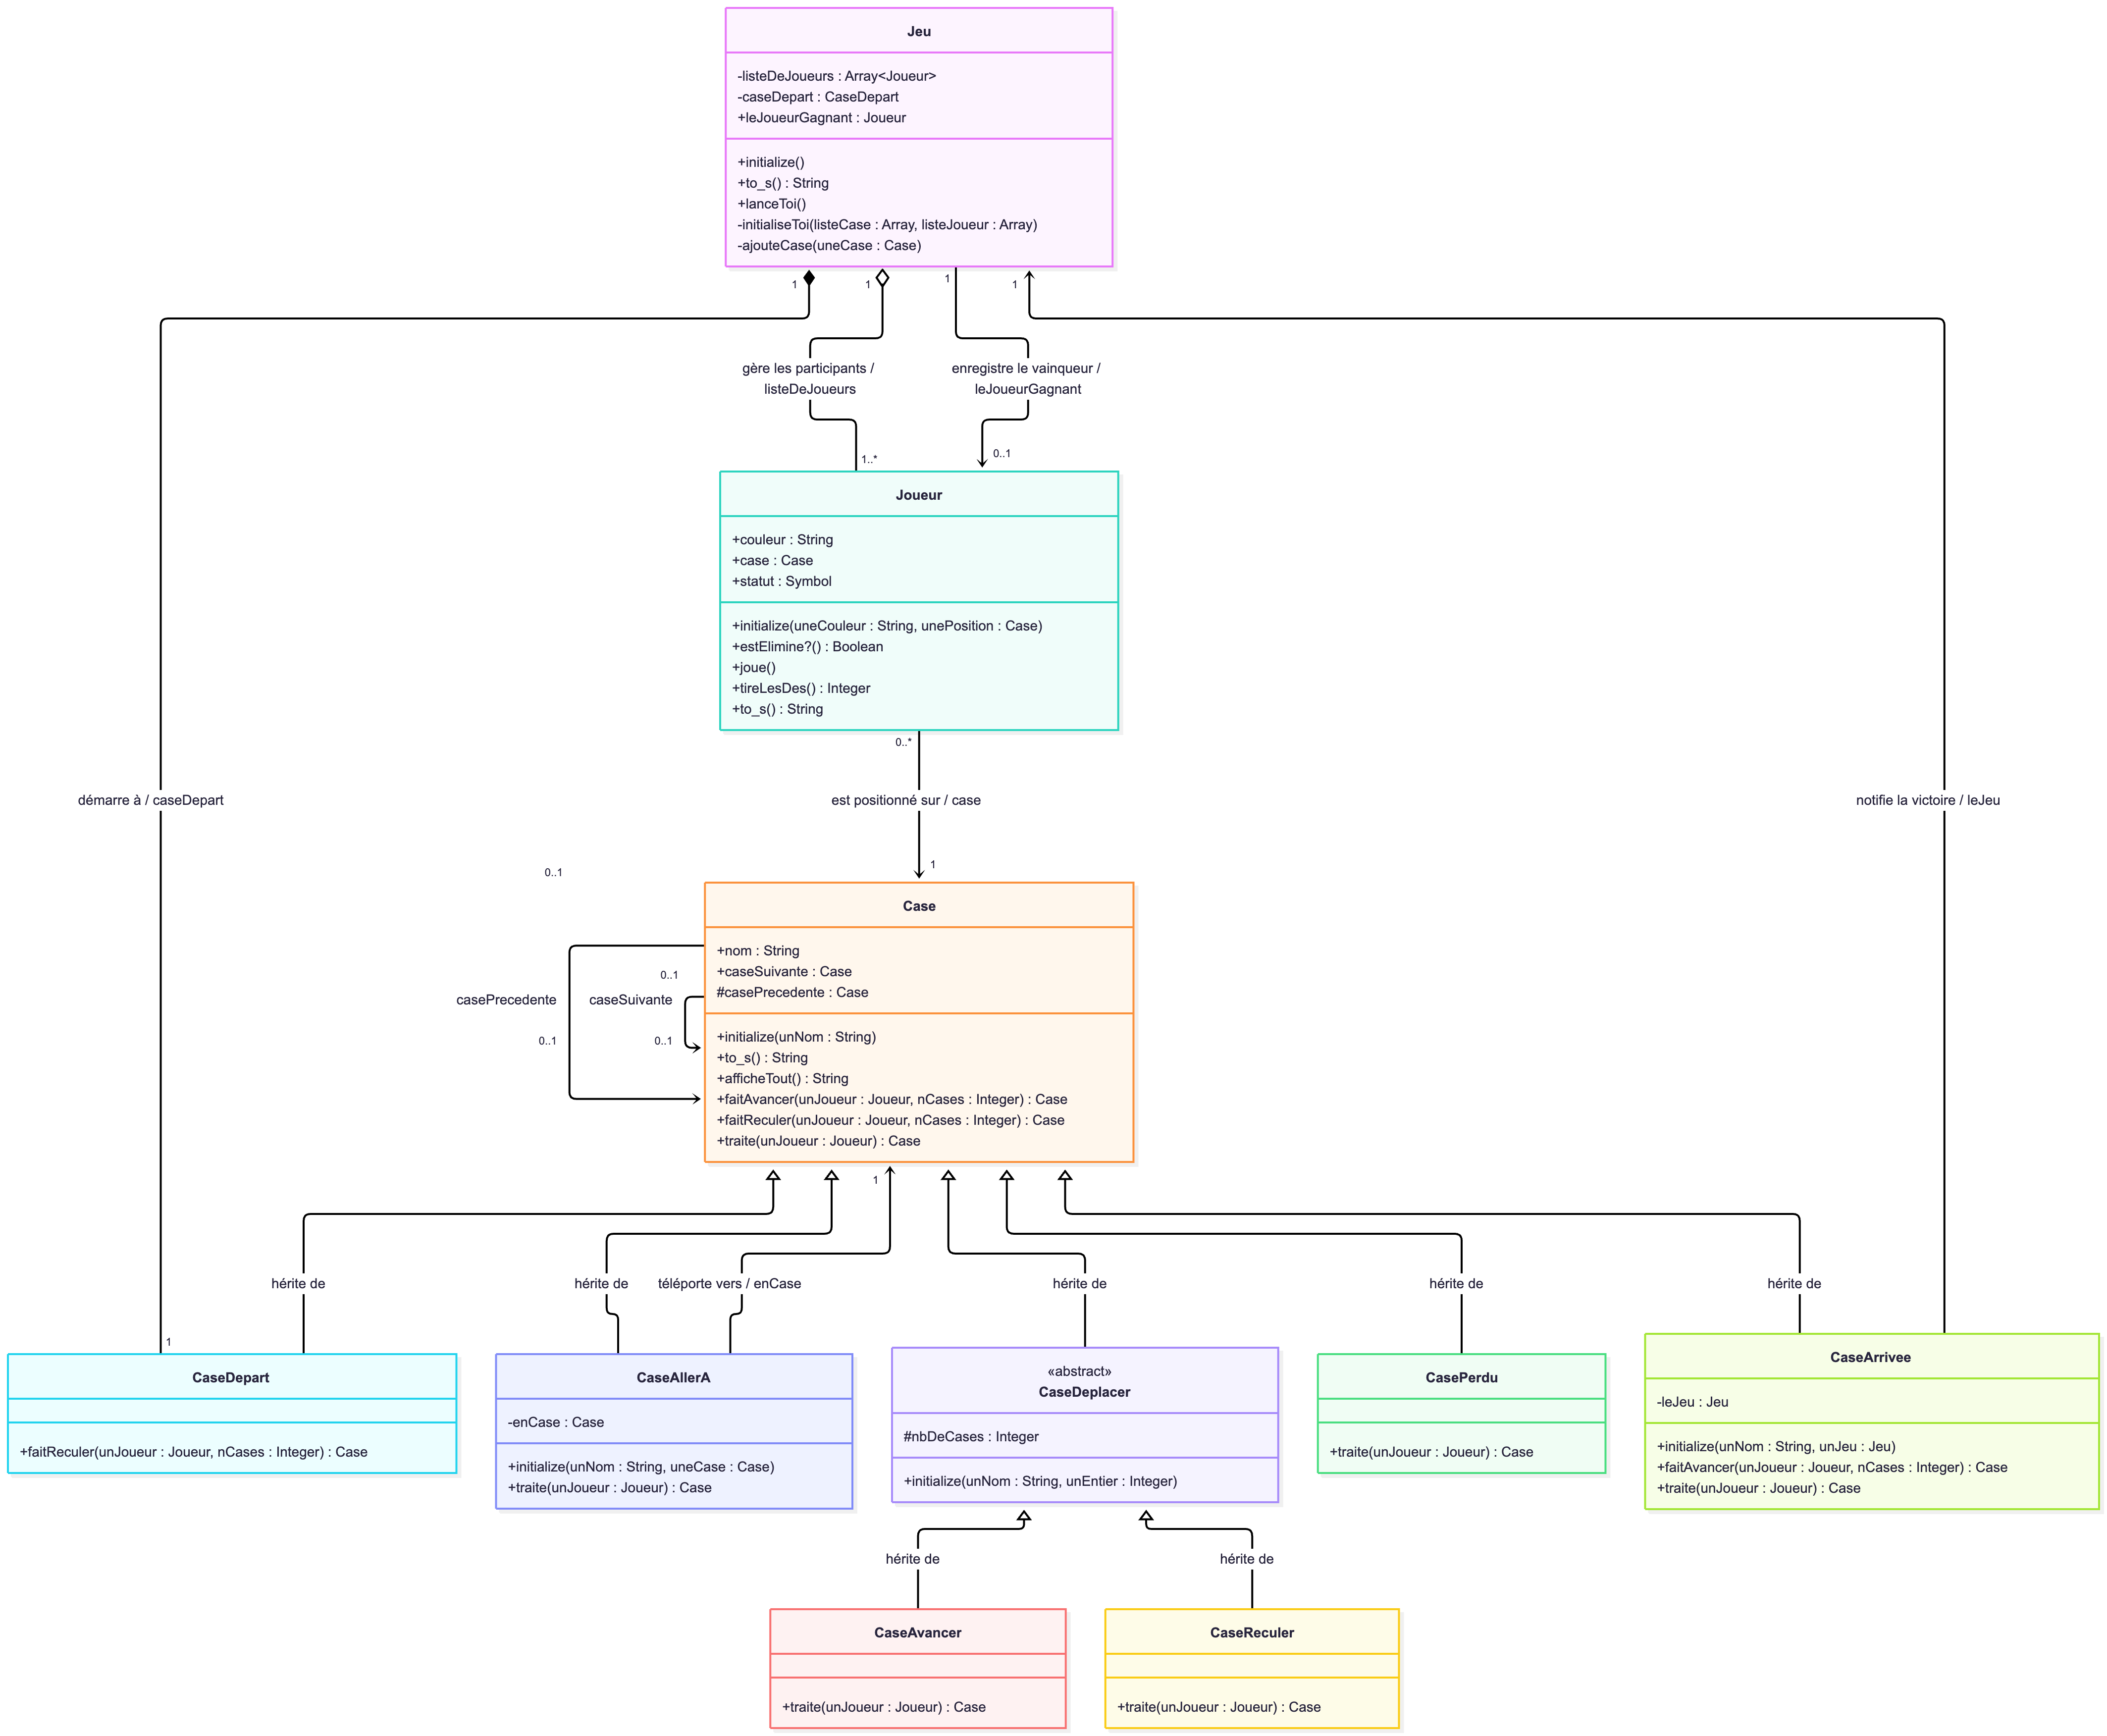 Jeu
-listeDeJoueurs : Array<Joueur>
-caseDepart : CaseDepart
+leJoueurGagnant : Joueur
+initialize()
+to_s() : String
+lanceToi()
-initialiseToi(listeCase : Array, listeJoueur : Array)
-ajouteCase(uneCase : Case)
1
1
1
1
gère les participants /
listeDeJoueurs
enregistre le vainqueur /
leJoueurGagnant
1..*
0..1
Joueur
+couleur : String
+case : Case
+statut : Symbol
+initialize(uneCouleur : String, unePosition : Case)
+estElimine?() : Boolean
+joue()
+tireLesDes() : Integer
+to_s() : String
0..*
démarre à / caseDepart
est positionné sur / case
notifie la victoire / leJeu
1
0..1
Case
+nom : String
+caseSuivante : Case
#casePrecedente : Case
0..1
casePrecedente
caseSuivante
0..1
0..1
+initialize(unNom : String)
+to_s() : String
+afficheTout() : String
+faitAvancer(unJoueur : Joueur, nCases : Integer) : Case
+faitReculer(unJoueur : Joueur, nCases : Integer) : Case
+traite(unJoueur : Joueur) : Case
1
hérite de
hérite de
téléporte vers / enCase
hérite de
hérite de
hérite de
1
CaseDepart
+faitReculer(unJoueur : Joueur, nCases : Integer) : Case
CaseAllerA
-enCase : Case
+initialize(unNom : String, uneCase : Case)
+traite(unJoueur : Joueur) : Case
«abstract»
CaseDeplacer
#nbDeCases : Integer
+initialize(unNom : String, unEntier : Integer)
CasePerdu
+traite(unJoueur : Joueur) : Case
CaseArrivee
-leJeu : Jeu
+initialize(unNom : String, unJeu : Jeu)
+faitAvancer(unJoueur : Joueur, nCases : Integer) : Case
+traite(unJoueur : Joueur) : Case
hérite de
hérite de
CaseAvancer
+traite(unJoueur : Joueur) : Case
CaseReculer
+traite(unJoueur : Joueur) : Case